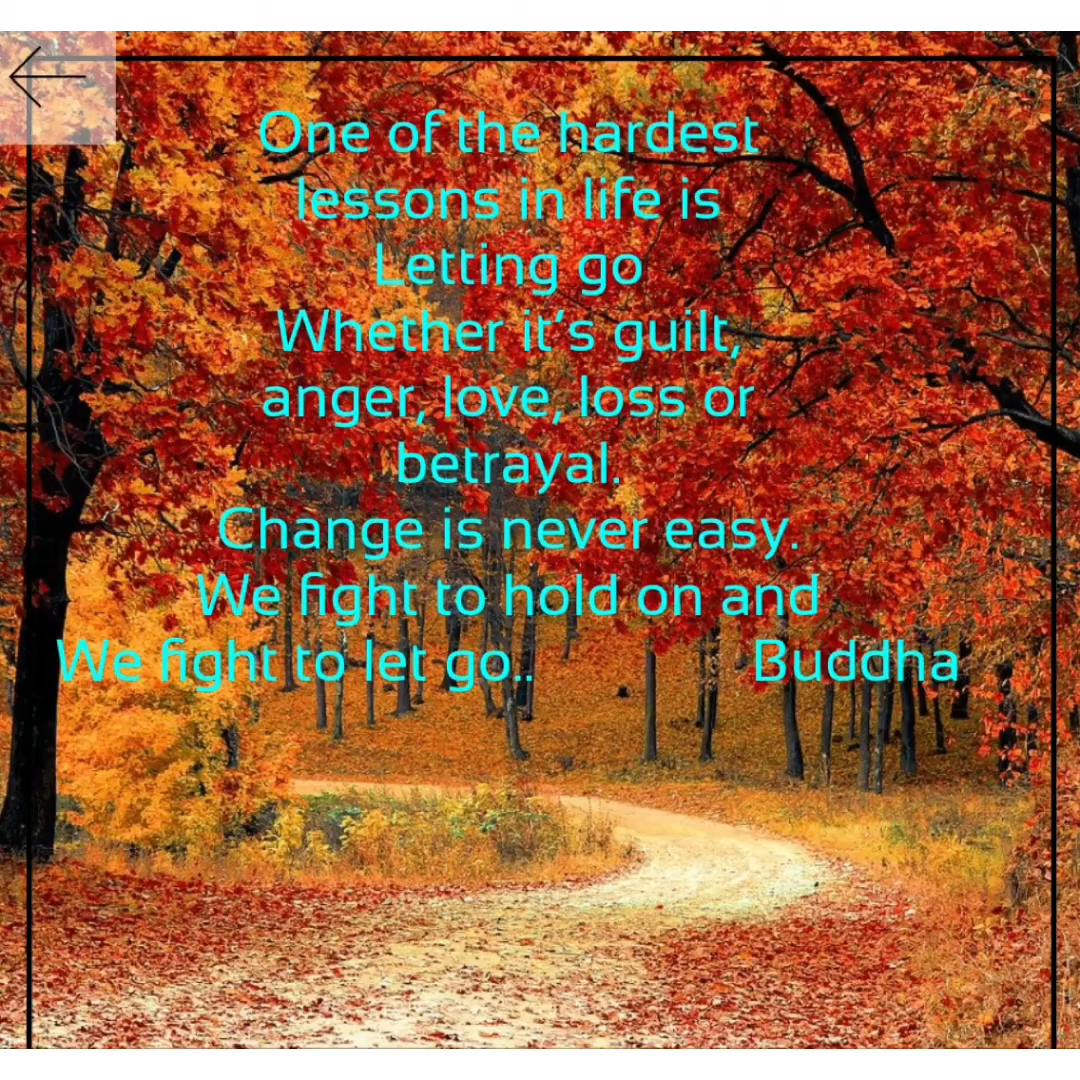 One of the hardest
lessons in life is
Letting go
Whether it's guilt,
anger, love, loss or
betrayal.
Change is never easy.
We fight to hold on and
We fight to let go.. Buddha